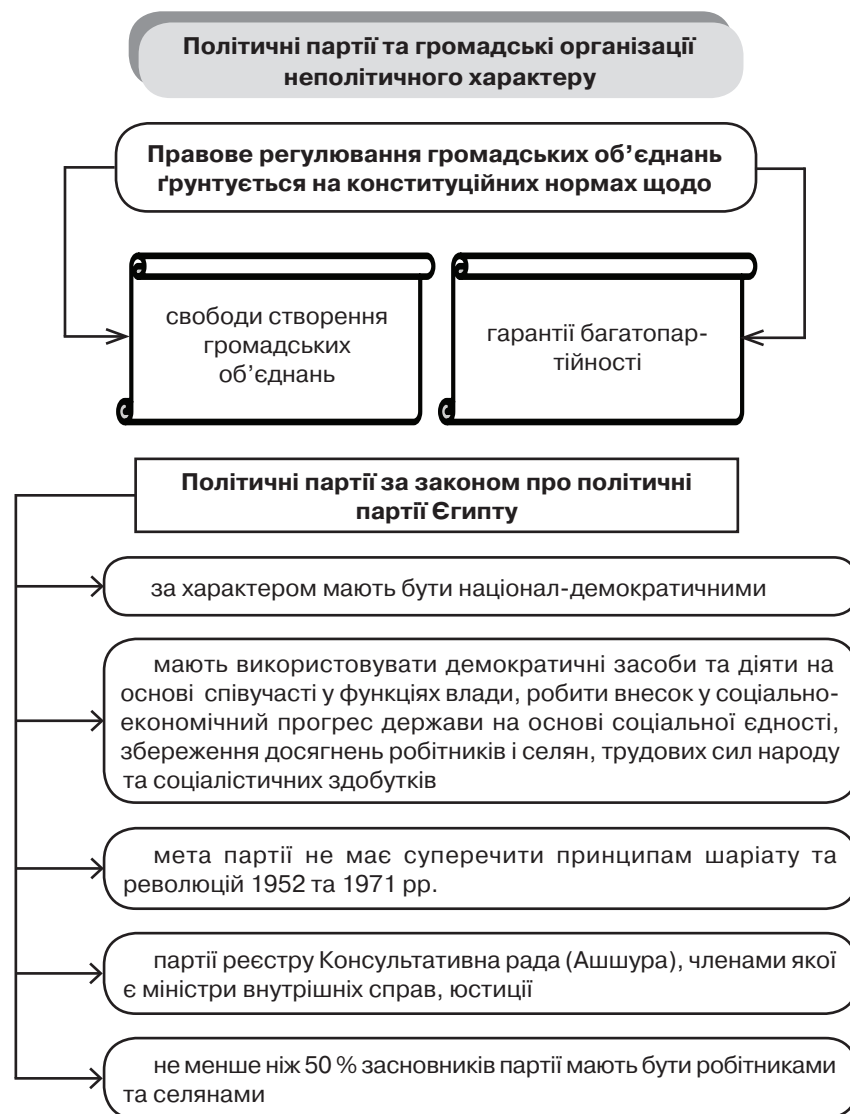 Політичні партії та громадські організації
неполітичного характеру
Правове регулювання громадських об’єднань
ґрунтується на конституційних нормах щодо
свободи створення
громадських
об’єднань
гарантії багатопар-
тійності
Політичні партії за законом про політичні
партії Єгипту
за характером мають бути націонал-демократичними
мають використовувати демократичні засоби та діяти на
основі співучасті у функціях влади, робити внесок у соціально-
економічний прогрес держави на основі соціальної єдності,
збереження досягнень робітників і селян, трудових сил народу
та соціалістичних здобутків
мета партії не має суперечити принципам шаріату та
революцій 1952 та 1971 рр.
партії реєстру Консультативна рада (Ашшура), членами якої
є міністри внутрішніх справ, юстиції
не менше ніж 50 % засновників партії мають бути робітниками
та селянами